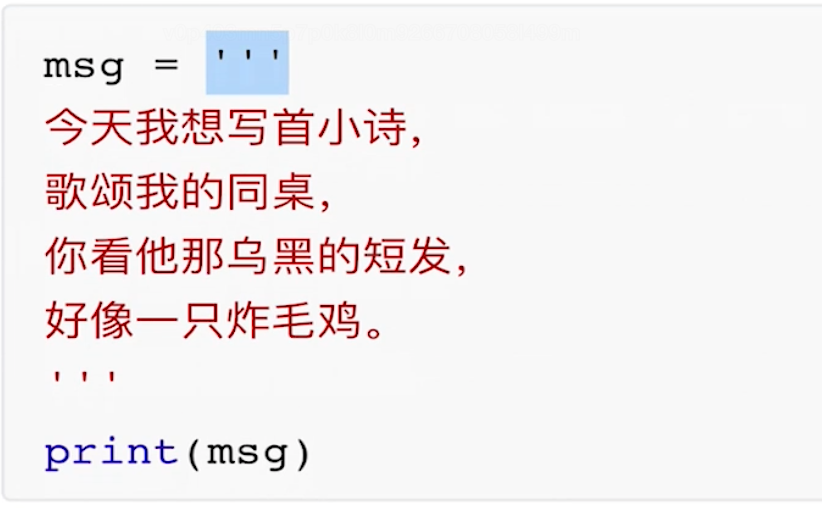 msg = '''
今天我想写首小诗，
歌颂我的同桌，
你看他那乌黑的短发，
好像一只炸毛鸡。
'''
print(msg)